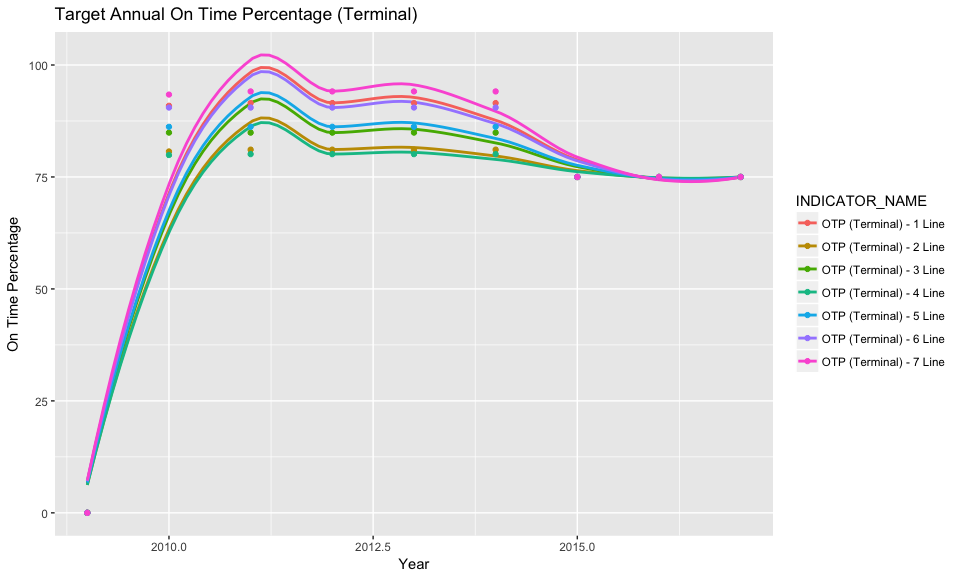 Target Annual On Time Percentage (Terminal)
100
75
50
25
0
On Time Percentage
2010.0
2012.5
2015.0
Year
INDICATOR_NAME
OTP (Terminal) - 1 Line
OTP (Terminal) - 2 Line
OTP (Terminal) - 3 Line
OTP (Terminal) - 4 Line
OTP (Terminal) - 5 Line
OTP (Terminal) - 6 Line
OTP (Terminal) - 7 Line